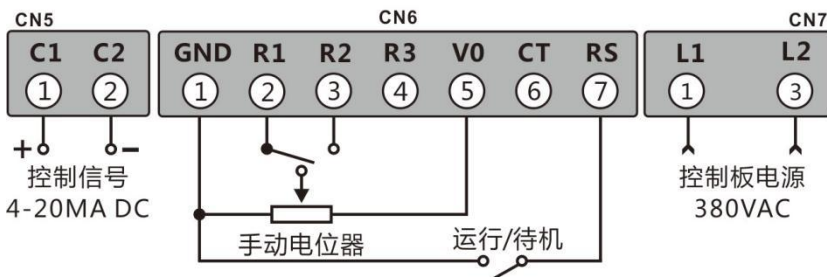 CN5 CN6 CN7
C1 C2 GND R1 R2 R3 V0 CT RS L1 L2
1 2 1 2 3 4 5 6 7 1 3
+ −
控制信号
4-20MA DC
手动电位器
运行/待机
控制板电源
380VAC